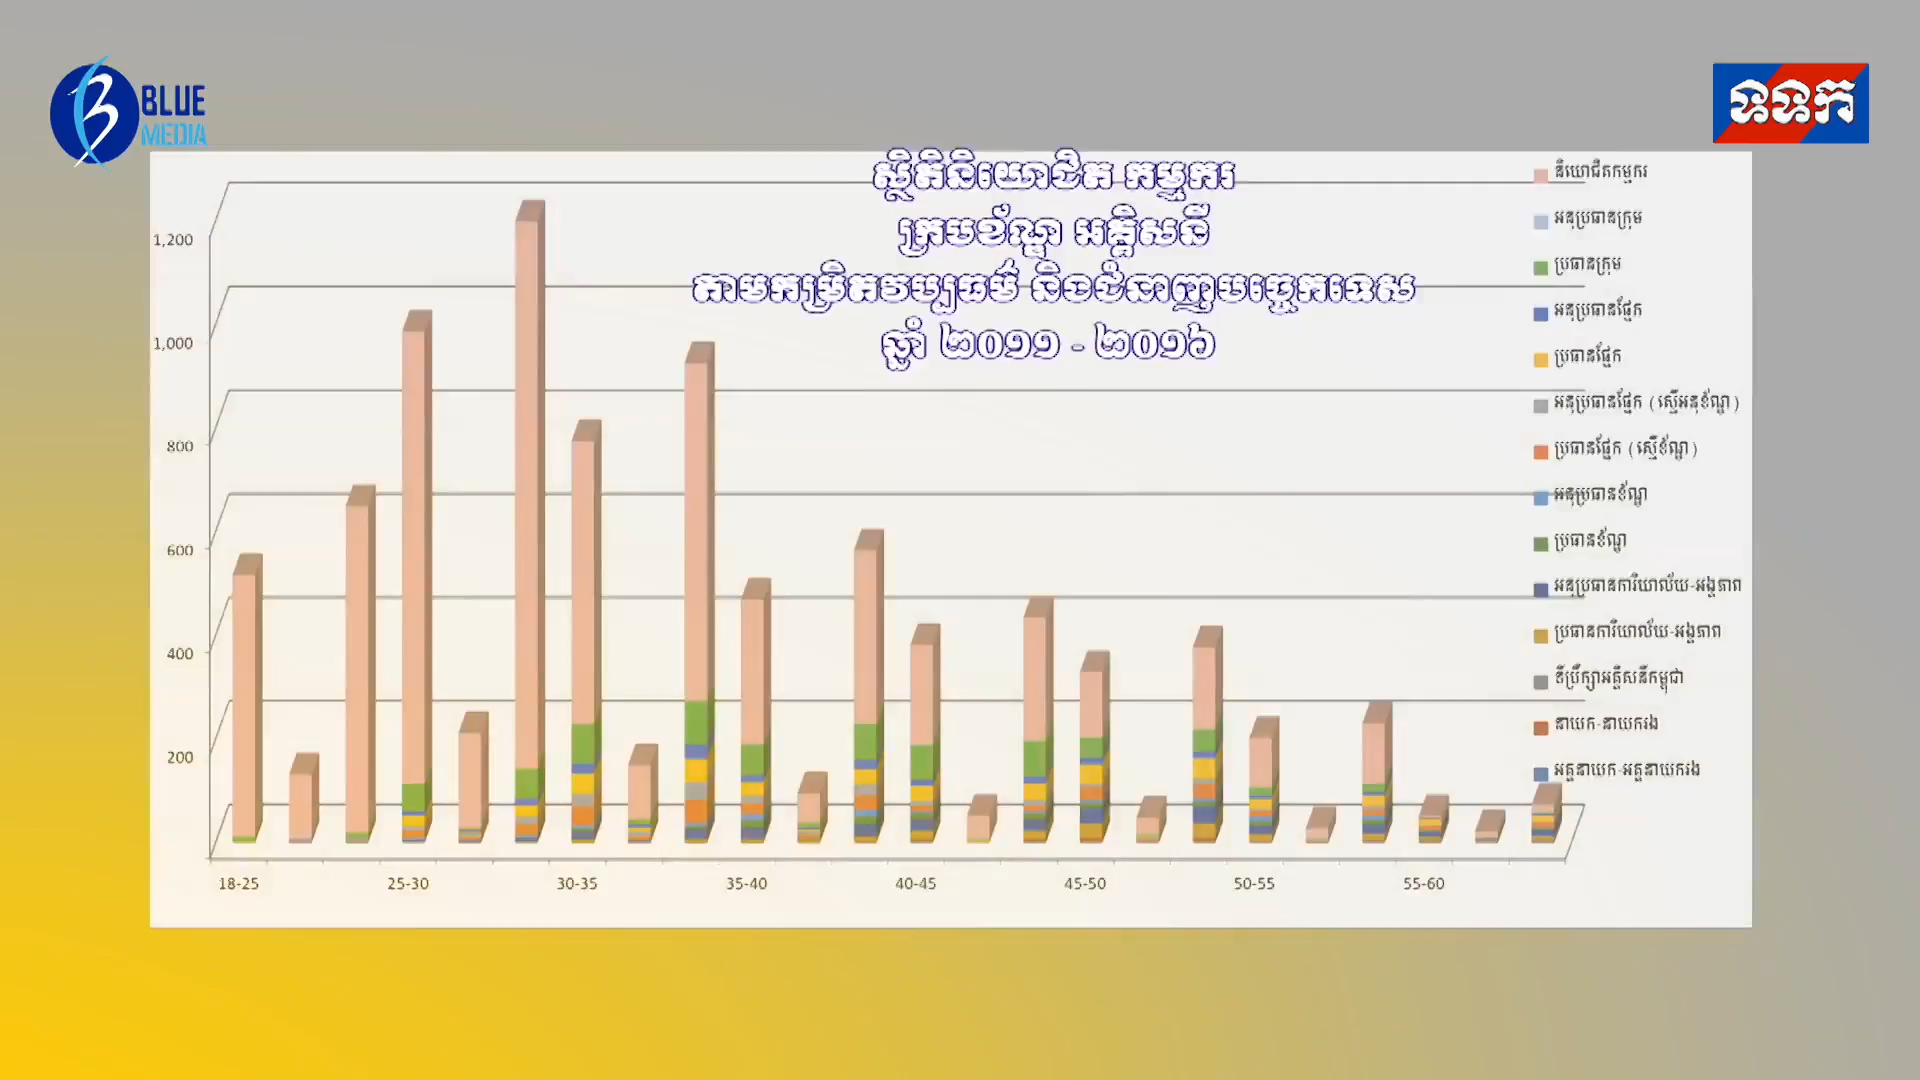 BLUE
MEDIA
ទទក
ស្ថិតិនិយោជិត កម្មករ
ក្របខ័ណ្ឌ អគ្គិសនី
តាមកម្រិតវប្បធម៌ និងជំនាញបច្ចេកទេស
ឆ្នាំ ២០១១ - ២០១៦
1,200
1,000
800
600
400
200
18-25
25-30
30-35
35-40
40-45
45-50
50-55
55-60
និយោជិតកម្មករ
អនុប្រធានក្រុម
ប្រធានក្រុម
អនុប្រធានផ្នែក
ប្រធានផ្នែក
អនុប្រធានផ្នែក (ស្មើអនុខ័ណ្ឌ)
ប្រធានផ្នែក (ស្មើខ័ណ្ឌ)
អនុប្រធានខ័ណ្ឌ
ប្រធានខ័ណ្ឌ
អនុប្រធានការិយាល័យ-អង្គភាព
ប្រធានការិយាល័យ-អង្គភាព
ទីប្រឹក្សាអគ្គិសនីកម្ពុជា
នាយក-នាយករង
អគ្គនាយក-អគ្គនាយករង